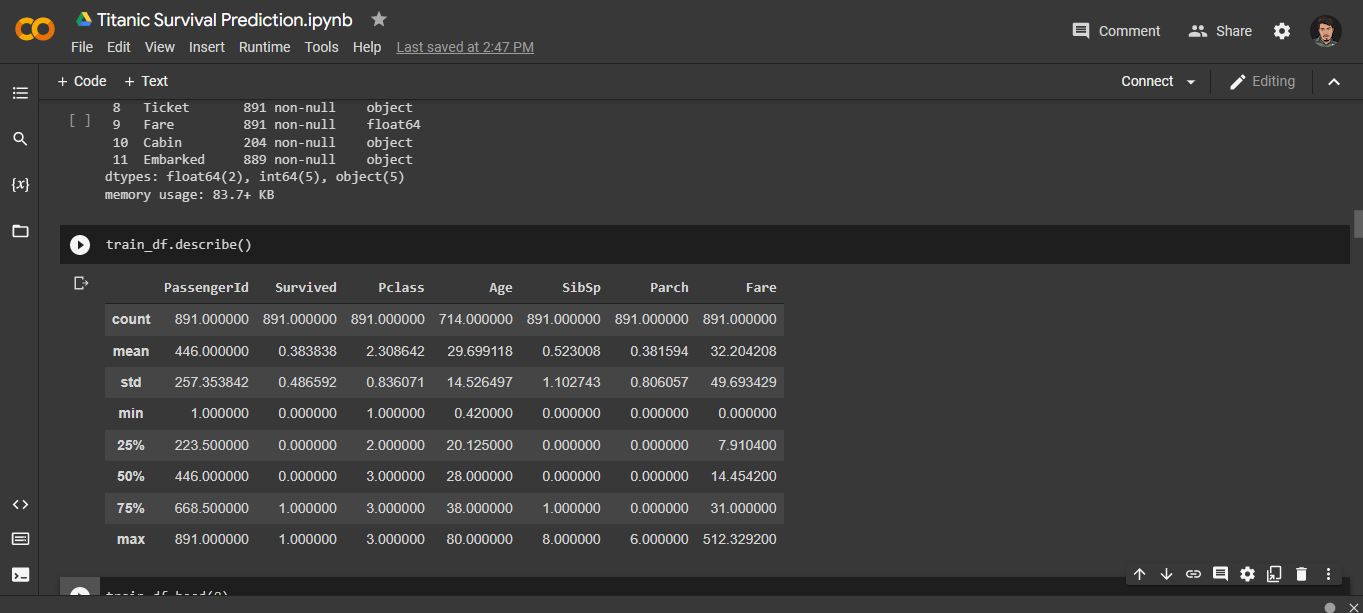 Titanic Survival Prediction.ipynb
Comment Share
File Edit View Insert Runtime Tools Help Last saved at 2:47 PM
+ Code + Text Connect Editing
8 Ticket 891 non-null object
[ ] 9 Fare 891 non-null float64
10 Cabin 204 non-null object
11 Embarked 889 non-null object
dtypes: float64(2), int64(5), object(5)
memory usage: 83.7+ KB
{x}
train_df.describe()
PassengerId Survived Pclass Age SibSp Parch Fare
count 891.000000 891.000000 891.000000 714.000000 891.000000 891.000000 891.000000
mean 446.000000 0.383838 2.308642 29.699118 0.523008 0.381594 32.204208
std 257.353842 0.486592 0.836071 14.526497 1.102743 0.806057 49.693429
min 1.000000 0.000000 1.000000 0.420000 0.000000 0.000000 0.000000
25% 223.500000 0.000000 2.000000 20.125000 0.000000 0.000000 7.910400
50% 446.000000 0.000000 3.000000 28.000000 0.000000 0.000000 14.454200
75% 668.500000 1.000000 3.000000 38.000000 1.000000 0.000000 31.000000
max 891.000000 1.000000 3.000000 80.000000 8.000000 6.000000 512.329200